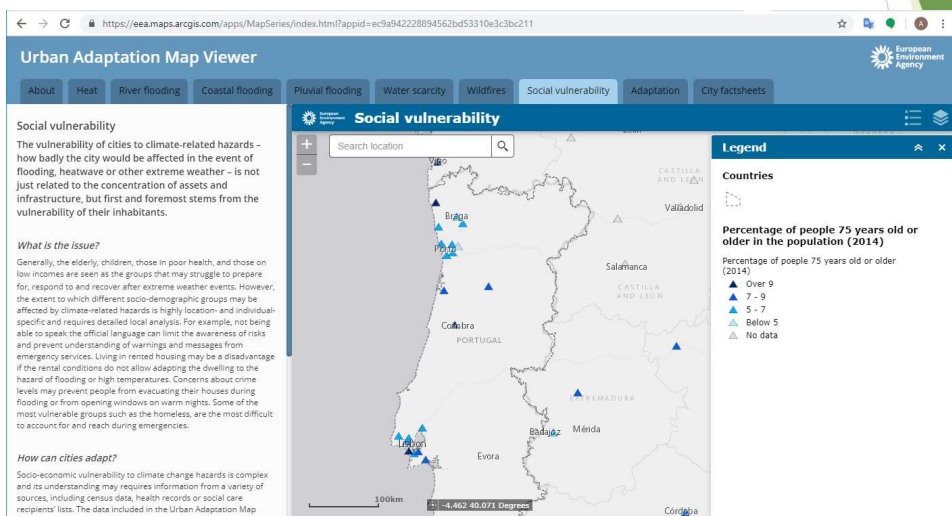 https://eea.maps.arcgis.com/apps/MapSeries/index.html?appid=ec9a942228894562bd53310e3c3bc211
A
Urban Adaptation Map Viewer
European
Environment
Agency
About Heat River flooding Coastal flooding Pluvial flooding Water scarcity Wildfires Social vulnerability Adaptation City factsheets
Social vulnerability
The vulnerability of cities to climate-related hazards –
how badly the city would be affected in the event of
flooding, heatwave or other extreme weather – is not
just related to the concentration of assets and
infrastructure, but first and foremost stems from the
vulnerability of their inhabitants.
What is the issue?
Generally, the elderly, children, those in poor health, and those on
low incomes are seen as the groups that may struggle to prepare
for, respond to and recover after extreme weather events. However,
the extent to which different socio-demographic groups may be
affected by climate-related hazards is highly location- and individual-
specific and requires detailed local analysis. For example, not being
able to speak the official language can limit the awareness of risks
and prevent understanding of warnings and messages from
emergency services. Living in rented housing may be a disadvantage
if the rental conditions do not allow adapting the dwelling to the
hazard of flooding or high temperatures. Concerns about crime
levels may prevent people from evacuating their houses during
flooding or from opening windows on warm nights. Some of the
most vulnerable groups such as the homeless, are the most difficult
to account for and reach during emergencies.
How can cities adapt?
Socio-economic vulnerability to climate change hazards is complex
and its understanding may requires information from a variety of
sources, including census data, health records or social care
recipients' lists. The data included in the Urban Adaptation Map
European
Environment
Agency
Social vulnerability
+
−
Search location
Vigo
CASTILLA
AND LEON
Braga
Valladolid
Porto
Salamanca
CASTILLA
AND LEON
Coimbra
PORTUGAL
EXTREMADURA
Badajoz
Mérida
Lisbon
Evora
100km
-4.462 40.071 Degrees
Córdoba
Legend
Countries
Percentage of people 75 years old or
older in the population (2014)
Percentage of poeple 75 years old or older
(2014)
Over 9
7 - 9
5 - 7
Below 5
No data